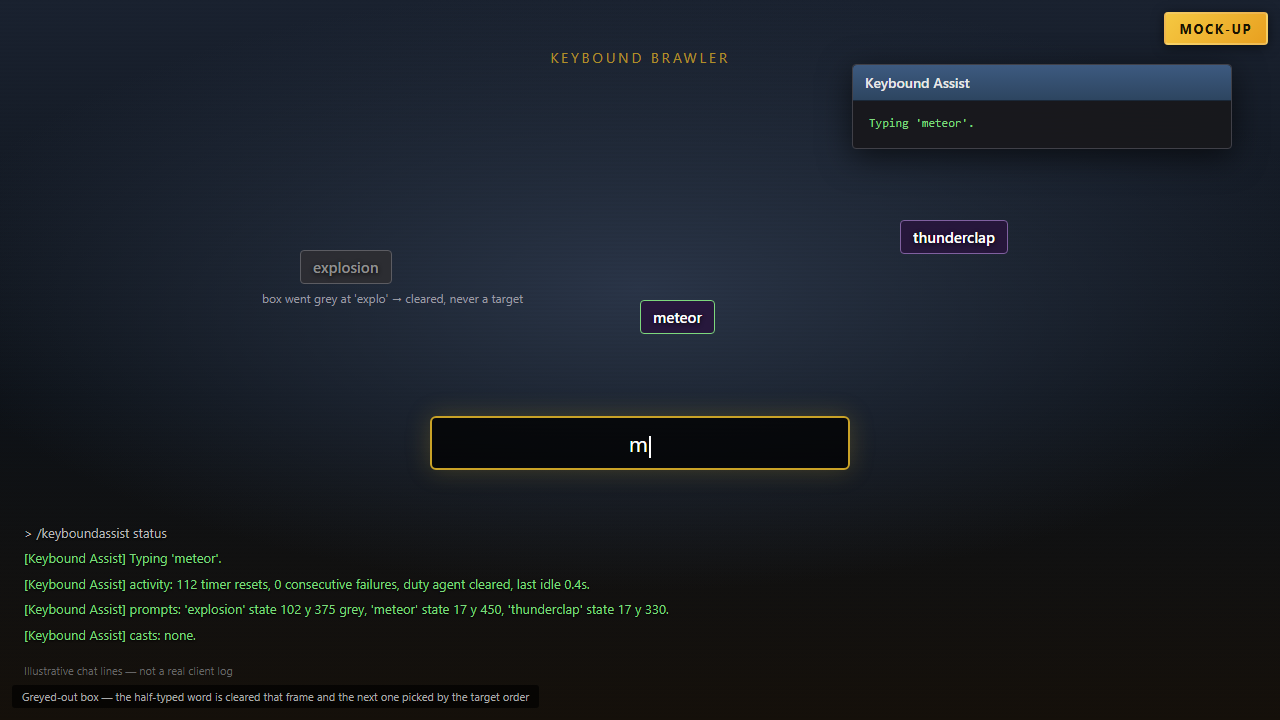 MOCK-UP
KEYBOUND BRAWLER
Keybound Assist
Typing 'meteor'.
thunderclap
explosion
box went grey at 'explo' → cleared, never a target
meteor
m
> /keyboundassist status
[Keybound Assist] Typing 'meteor'.
[Keybound Assist] activity: 112 timer resets, 0 consecutive failures, duty agent cleared, last idle 0.4s.
[Keybound Assist] prompts: 'explosion' state 102 y 375 grey, 'meteor' state 17 y 450, 'thunderclap' state 17 y 330.
[Keybound Assist] casts: none.
Illustrative chat lines — not a real client log
Greyed-out box — the half-typed word is cleared that frame and the next one picked by the target order